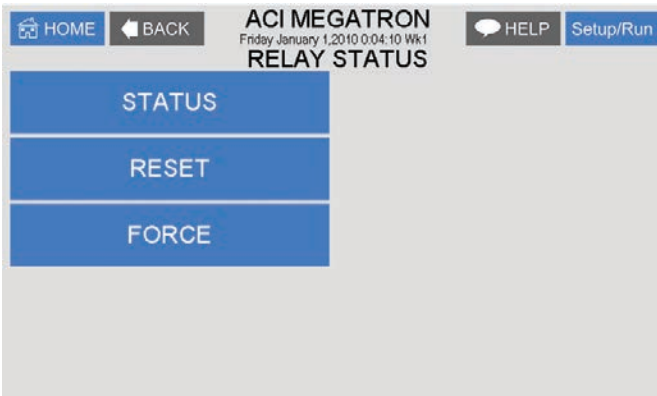 HOME BACK ACI MEGATRON HELP Setup/Run
Friday January 1,2010 0:04:10 Wk1
RELAY STATUS
STATUS
RESET
FORCE